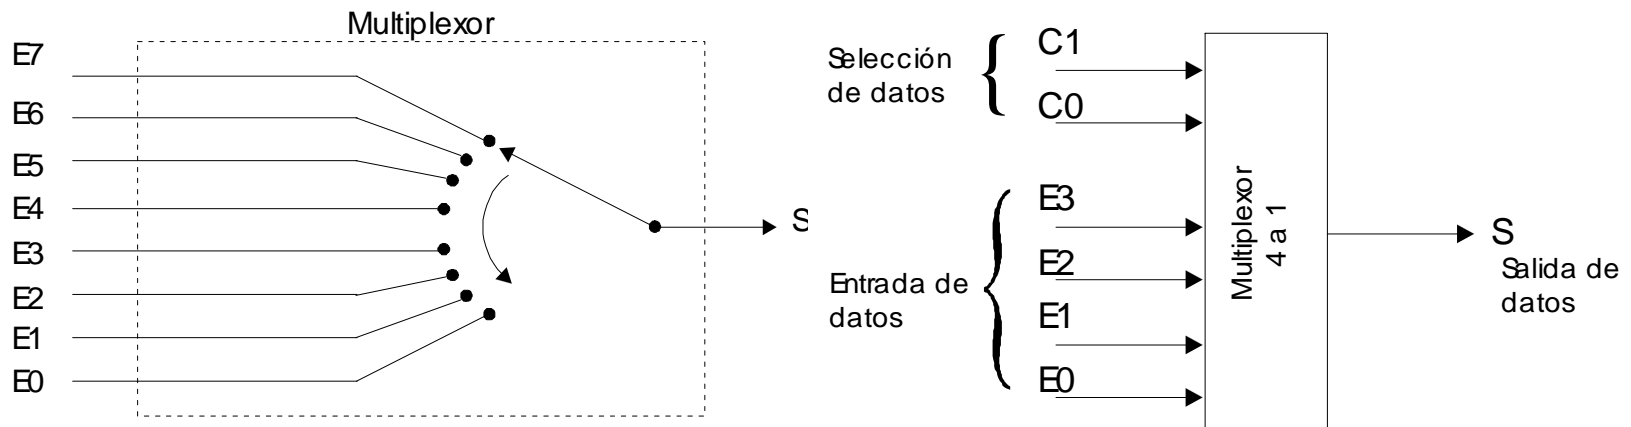 Multiplexor
E7
E6
E5
E4
E3
E2
E1
E0
S
Selección
de datos
C1
C0
Entrada de
datos
E3
E2
E1
E0
Multiplexor
4 a 1
S
Salida de
datos